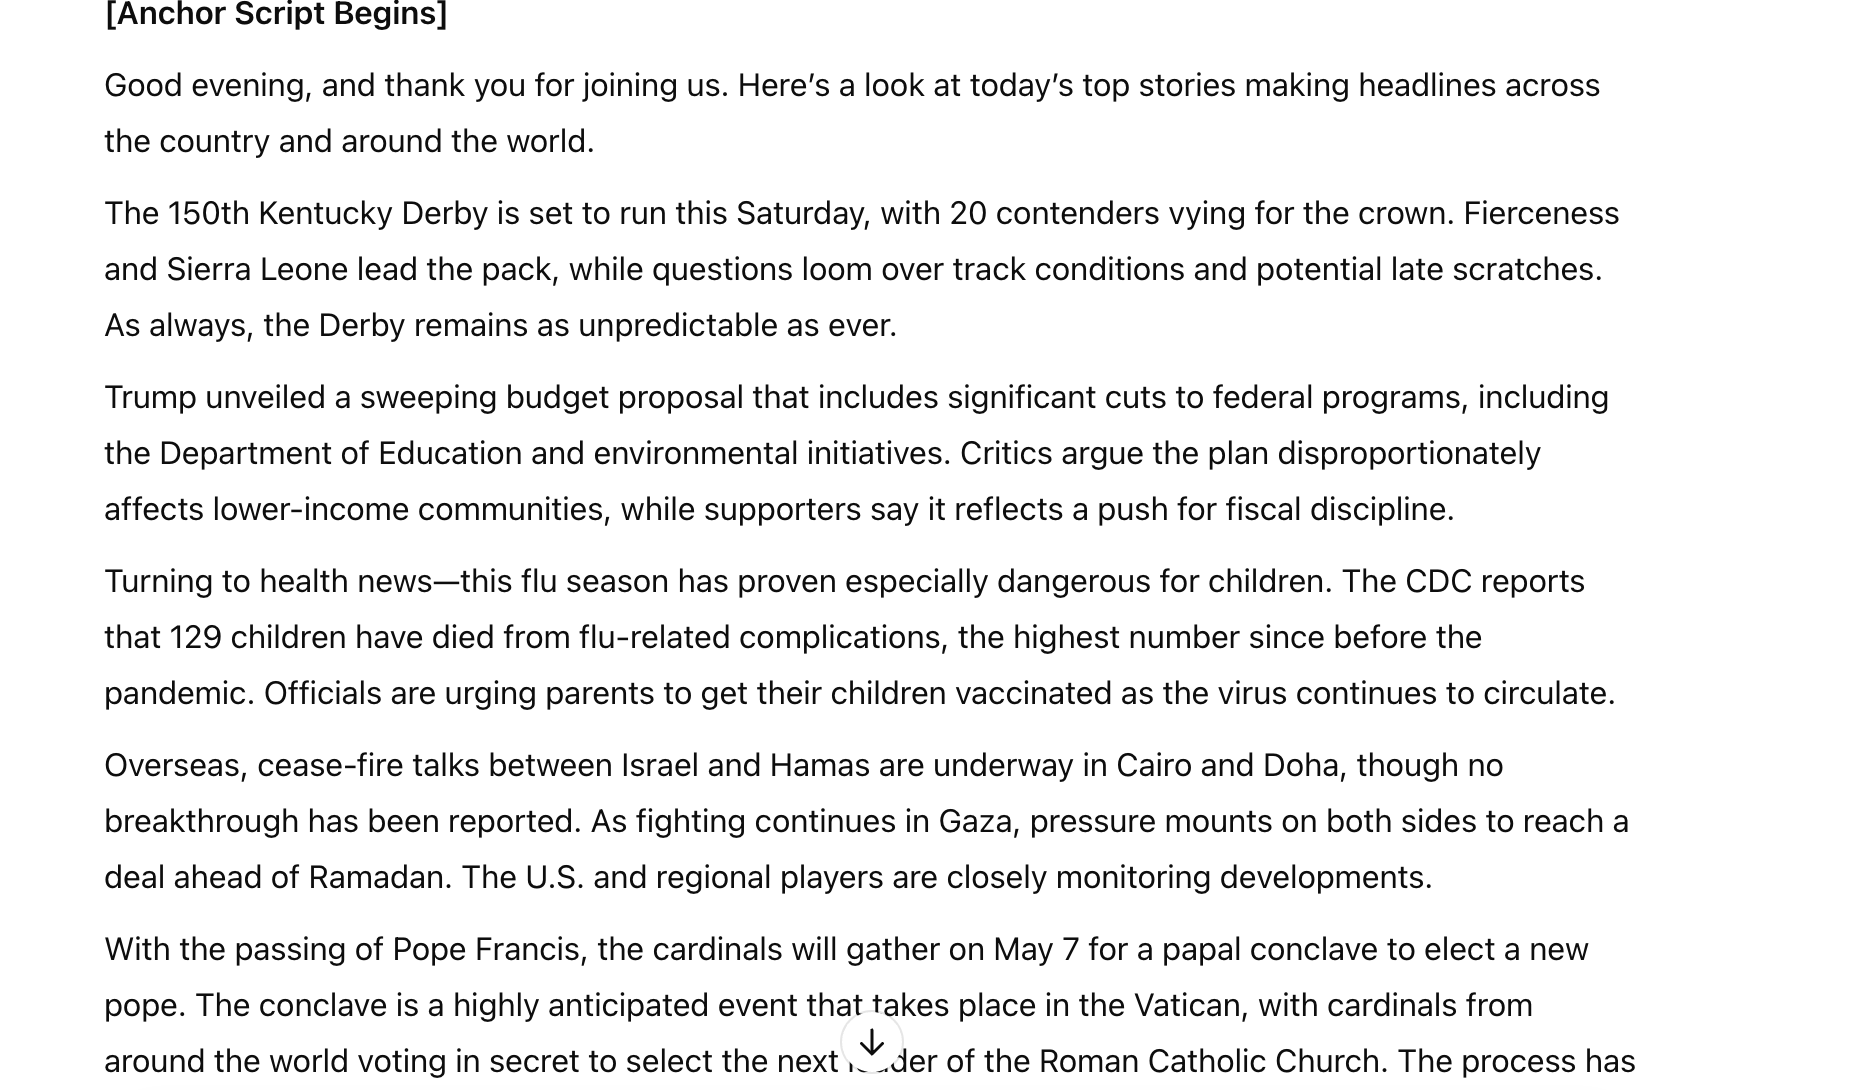 [Anchor Script Begins]
Good evening, and thank you for joining us. Here’s a look at today’s top stories making headlines across
the country and around the world.
The 150th Kentucky Derby is set to run this Saturday, with 20 contenders vying for the crown. Fierceness
and Sierra Leone lead the pack, while questions loom over track conditions and potential late scratches.
As always, the Derby remains as unpredictable as ever.
Trump unveiled a sweeping budget proposal that includes significant cuts to federal programs, including
the Department of Education and environmental initiatives. Critics argue the plan disproportionately
affects lower-income communities, while supporters say it reflects a push for fiscal discipline.
Turning to health news—this flu season has proven especially dangerous for children. The CDC reports
that 129 children have died from flu-related complications, the highest number since before the
pandemic. Officials are urging parents to get their children vaccinated as the virus continues to circulate.
Overseas, cease-fire talks between Israel and Hamas are underway in Cairo and Doha, though no
breakthrough has been reported. As fighting continues in Gaza, pressure mounts on both sides to reach a
deal ahead of Ramadan. The U.S. and regional players are closely monitoring developments.
With the passing of Pope Francis, the cardinals will gather on May 7 for a papal conclave to elect a new
pope. The conclave is a highly anticipated event that takes place in the Vatican, with cardinals from
around the world voting in secret to select the next of the Roman Catholic Church. The process has